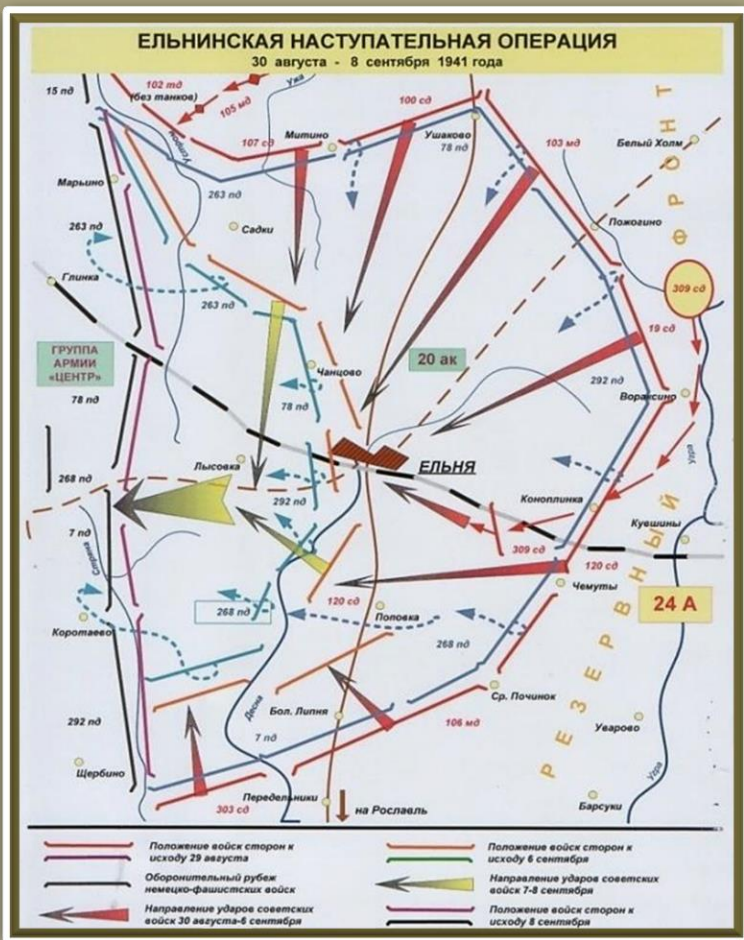 ЕЛЬНИНСКАЯ НАСТУПАТЕЛЬНАЯ ОПЕРАЦИЯ
30 августа - 8 сентября 1941 года
15 пд
102 тд
(без танков)
105 мд
Ужа
100 сд
107 сд
Митино
Ушаково
78 пд
103 мд
Белый Холм
Устром
Марьино
263 пд
Садки
263 пд
Пожогино
Глинка
263 пд
309 сд
ГРУППА
АРМИИ
«ЦЕНТР»
20 ак
19 сд
Чанцово
292 пд
78 пд
78 пд
Вораксино
Угра
268 пд
Лысовка
ЕЛЬНЯ
292 пд
Коноплинка
7 пд
Кувшины
Стряна
309 сд
120 сд
Чемуты
120 сд
268 пд
24 А
Поповка
Коротаево
268 пд
Ср. Починок
Десна
Бол. Липня
292 пд
7 пд
106 мд
Уварово
Щербино
Угра
303 сд
Передельники
на Рославль
Барсуки
РЕЗЕРВНЫЙ ФРОНТ
Положение войск сторон к
исходу 29 августа
Оборонительный рубеж
немецко-фашистских войск
Направление ударов советских
войск 30 августа-6 сентября
Положение войск сторон к
исходу 6 сентября
Направление ударов советских
войск 7-8 сентября
Положение войск сторон к
исходу 8 сентября